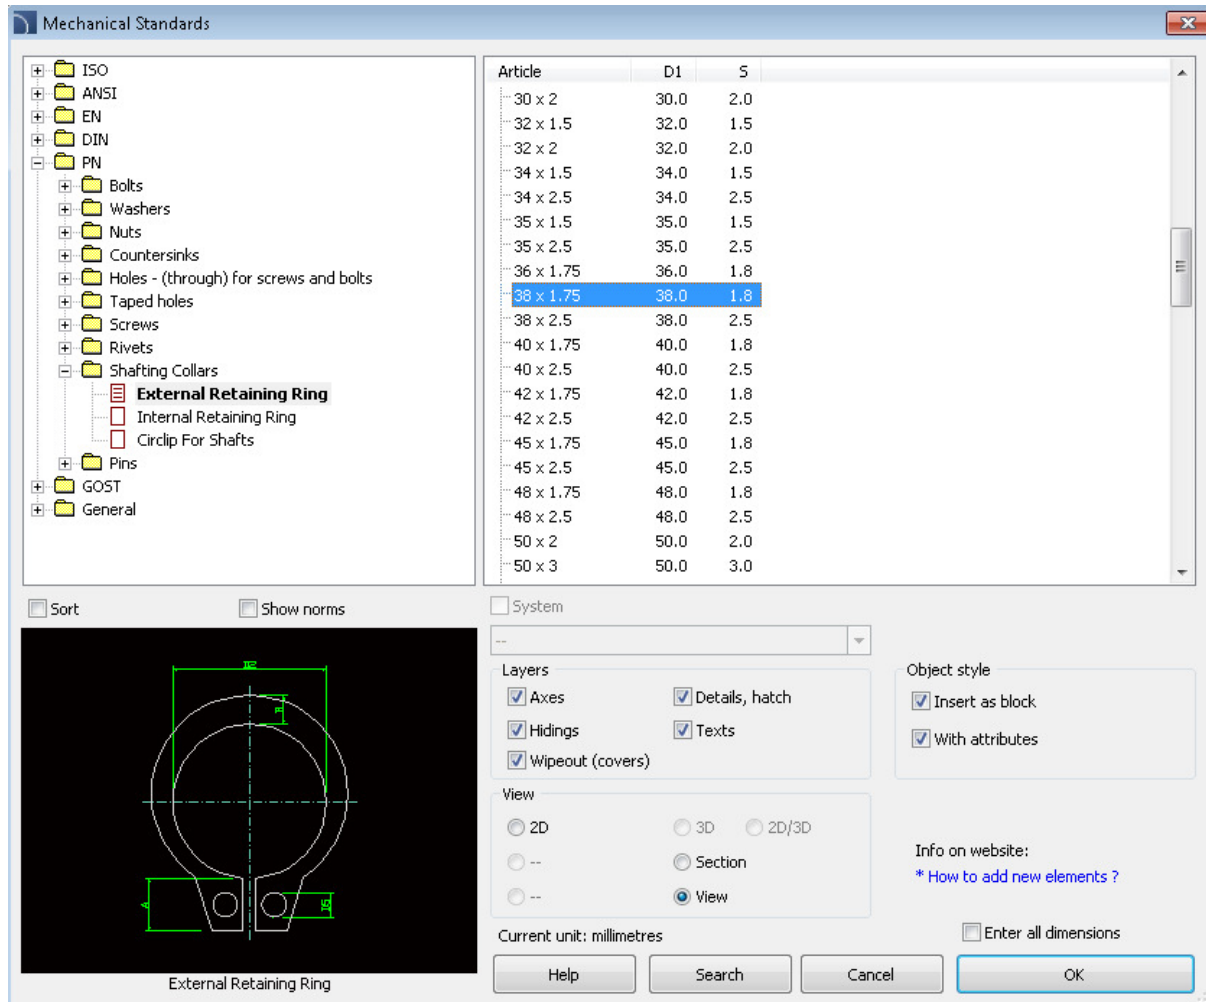 Mechanical Standards
ISO
ANSI
EN
DIN
PN
Bolts
Washers
Nuts
Countersinks
Holes - (through) for screws and bolts
Taped holes
Screws
Rivets
Shafting Collars
External Retaining Ring
Internal Retaining Ring
Circlip For Shafts
Pins
GOST
General
Article D1 S
30 x 2 30.0 2.0
32 x 1.5 32.0 1.5
32 x 2 32.0 2.0
34 x 1.5 34.0 1.5
34 x 2.5 34.0 2.5
35 x 1.5 35.0 1.5
35 x 2.5 35.0 2.5
36 x 1.75 36.0 1.8
38 x 1.75 38.0 1.8
38 x 2.5 38.0 2.5
40 x 1.75 40.0 1.8
40 x 2.5 40.0 2.5
42 x 1.75 42.0 1.8
42 x 2.5 42.0 2.5
45 x 1.75 45.0 1.8
45 x 2.5 45.0 2.5
48 x 1.75 48.0 1.8
48 x 2.5 48.0 2.5
50 x 2 50.0 2.0
50 x 3 50.0 3.0
Sort Show norms
D2
A
External Retaining Ring
System
--
Layers
Axes Details, hatch
Hidings Texts
Wipeout (covers)
Object style
Insert as block
With attributes
View
2D 3D 2D/3D
-- Section
-- View
Info on website:
* How to add new elements ?
Current unit: millimetres
Enter all dimensions
Help Search Cancel OK